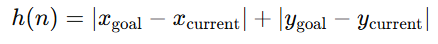 h(n) = |x_goal − x_current| + |y_goal − y_current|